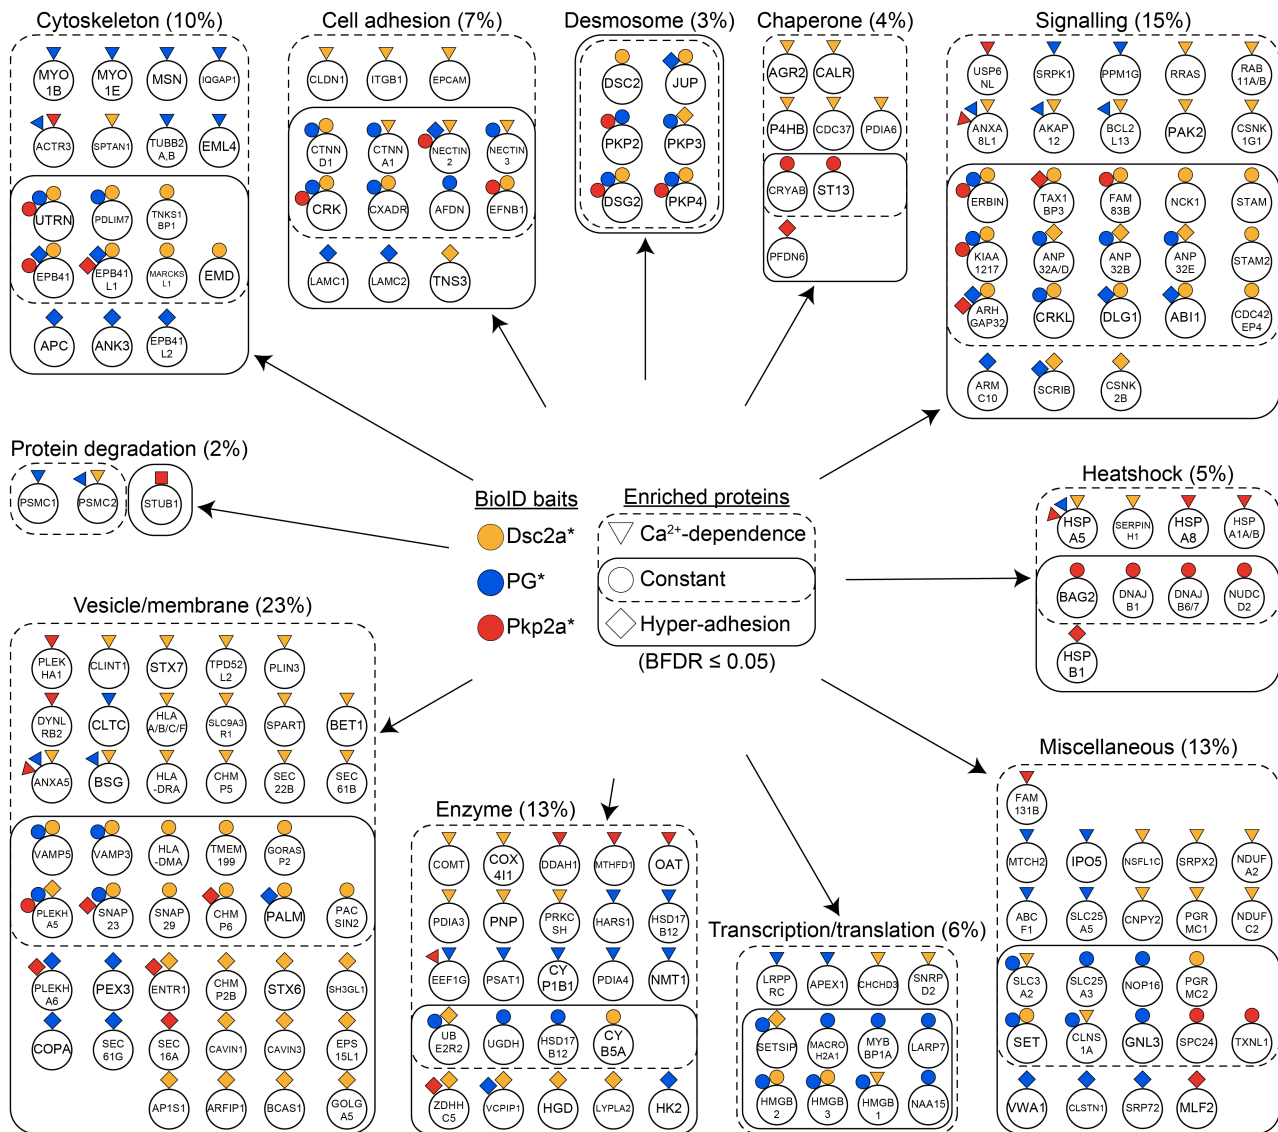 Cytoskeleton (10%)
MYO
1B
MYO
1E
MSN
IQGAP1
ACTR3
SPTAN1
TUBB2
A,B
EML4
UTRN
PDLIM7
TNKS1
BP1
EPB41
EPB41
L1
MARCKS
L1
EMD
APC
ANK3
EPB41
L2
Cell adhesion (7%)
CLDN1
ITGB1
EPCAM
CTNN
D1
CTNN
A1
NECTIN
2
NECTIN
3
CRK
CXADR
AFDN
EFNB1
LAMC1
LAMC2
TNS3
Desmosome (3%)
DSC2
JUP
PKP2
PKP3
DSG2
PKP4
Chaperone (4%)
AGR2
CALR
P4HB
CDC37
PDIA6
CRYAB
ST13
PFDN6
Signalling (15%)
USP6
NL
SRPK1
PPM1G
RRAS
RAB
11A/B
ANXA
8L1
AKAP
12
BCL2
L13
PAK2
CSNK
1G1
ERBIN
TAX1
BP3
FAM
83B
NCK1
STAM
KIAA
1217
ANP
32A/D
ANP
32B
ANP
32E
STAM2
ARH
GAP32
CRKL
DLG1
ABI1
CDC42
EP4
ARM
C10
SCRIB
CSNK
2B
Protein degradation (2%)
PSMC1
PSMC2
STUB1
BioID baits
Dsc2a*
PG*
Pkp2a*
Enriched proteins
Ca²⁺-dependence
Constant
Hyper-adhesion
(BFDR ≤ 0.05)
Heatshock (5%)
HSP
A5
SERPIN
H1
HSP
A8
HSP
A1A/B
BAG2
DNAJ
B1
DNAJ
B6/7
NUDC
D2
HSP
B1
Vesicle/membrane (23%)
PLEK
HA1
CLINT1
STX7
TPD52
L2
PLIN3
DYNL
RB2
CLTC
HLA
A/B/C/F
SLC9A3
R1
SPART
BET1
ANXA5
BSG
HLA
-DRA
CHM
P5
SEC
22B
SEC
61B
VAMP5
VAMP3
HLA
-DMA
TMEM
199
GORAS
P2
PLEKH
A5
SNAP
23
SNAP
29
CHM
P6
PALM
PAC
SIN2
PLEKH
A6
PEX3
ENTR1
CHM
P2B
STX6
SH3GL1
COPA
SEC
61G
SEC
16A
CAVIN1
CAVIN3
EPS
15L1
AP1S1
ARFIP1
BCAS1
GOLG
A5
Enzyme (13%)
COMT
COX
4I1
DDAH1
MTHFD1
OAT
PDIA3
PNP
PRKC
SH
HARS1
HSD17
B12
EEF1G
PSAT1
CY
P1B1
PDIA4
NMT1
UB
E2R2
UGDH
HSD17
B12
CY
B5A
ZDHH
C5
VCPIP1
HGD
LYPLA2
HK2
Transcription/translation (6%)
LRPP
RC
APEX1
CHCHD3
SNRP
D2
SETSIP
MACRO
H2A1
MYB
BP1A
LARP7
HMGB
2
HMGB
3
HMGB
1
NAA15
Miscellaneous (13%)
FAM
131B
MTCH2
IPO5
NSFL1C
SRPX2
NDUF
A2
ABC
F1
SLC25
A5
CNPY2
PGR
MC1
NDUF
C2
SLC3
A2
SLC25
A3
NOP16
PGR
MC2
SET
CLNS
1A
GNL3
SPC24
TXNL1
VWA1
CLSTN1
SRP72
MLF2